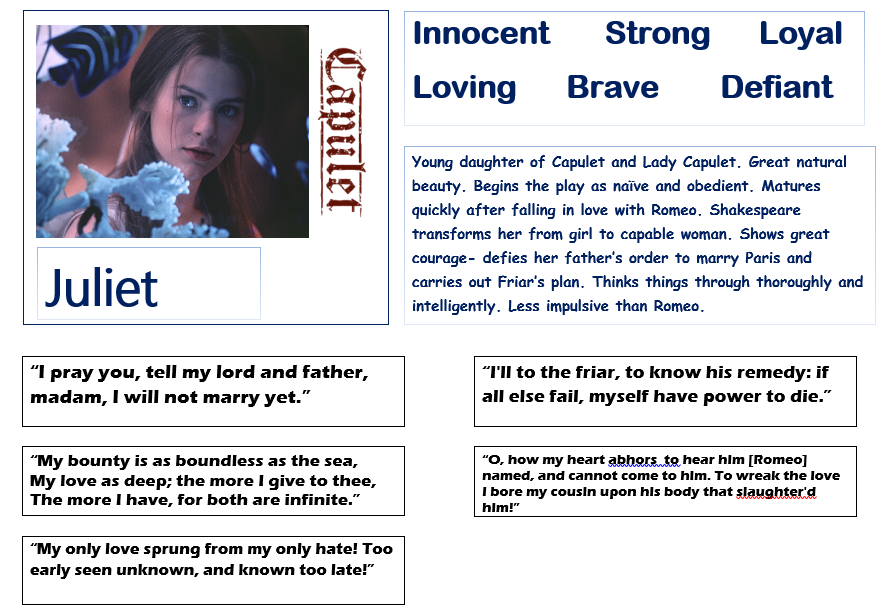 Capulet
Juliet
Innocent Strong Loyal
Loving Brave Defiant
Young daughter of Capulet and Lady Capulet. Great natural
beauty. Begins the play as naïve and obedient. Matures
quickly after falling in love with Romeo. Shakespeare
transforms her from girl to capable woman. Shows great
courage- defies her father’s order to marry Paris and
carries out Friar’s plan. Thinks things through thoroughly and
intelligently. Less impulsive than Romeo.
“I pray you, tell my lord and father,
madam, I will not marry yet.”
“I'll to the friar, to know his remedy: if
all else fail, myself have power to die.”
“My bounty is as boundless as the sea,
My love as deep; the more I give to thee,
The more I have, for both are infinite.”
“O, how my heart abhors to hear him [Romeo]
named, and cannot come to him. To wreak the love
I bore my cousin upon his body that slaughter'd
him!”
“My only love sprung from my only hate! Too
early seen unknown, and known too late!”